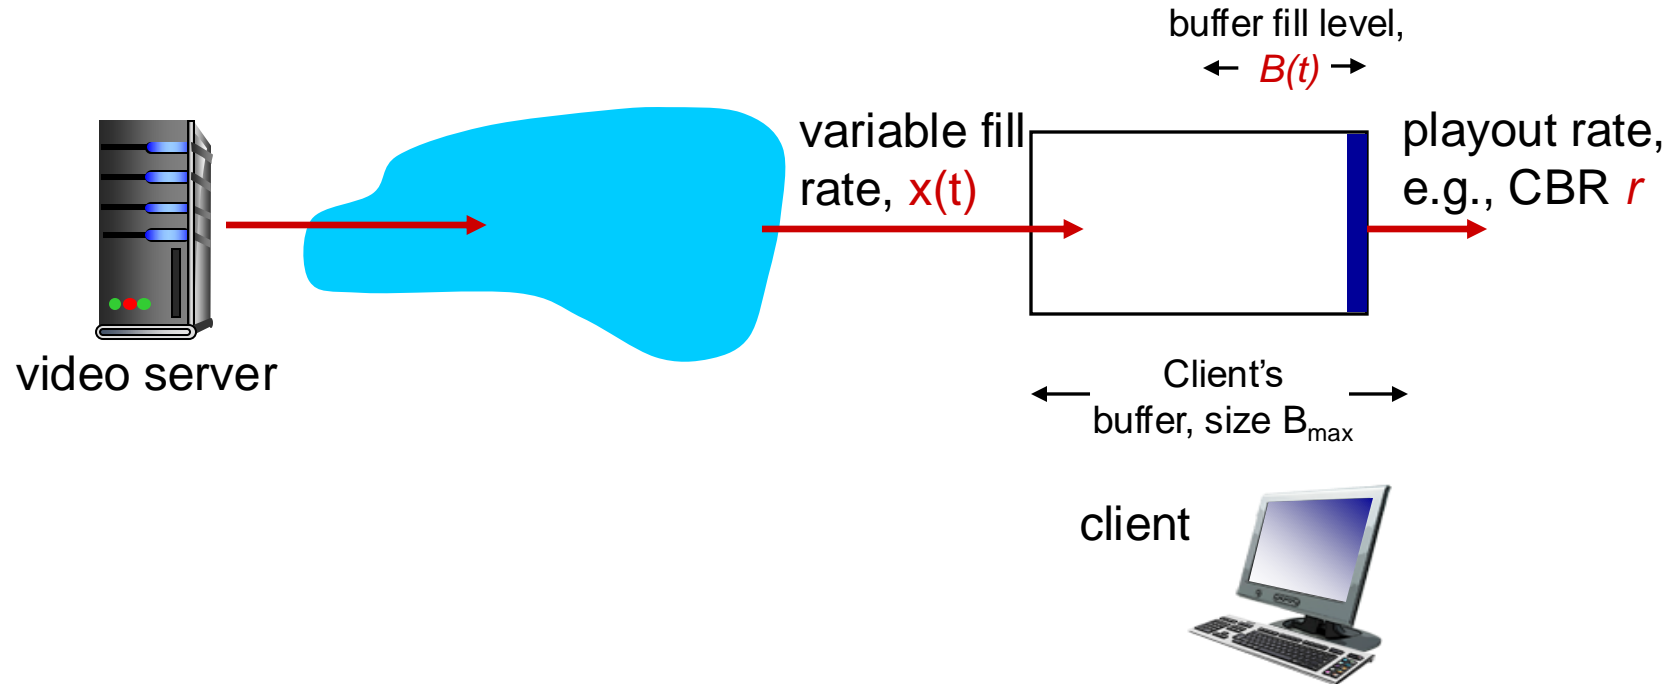 buffer fill level,
B(t)
variable fill
rate, x(t)
playout rate,
e.g., CBR r
video server
Client’s
buffer, size Bmax
client